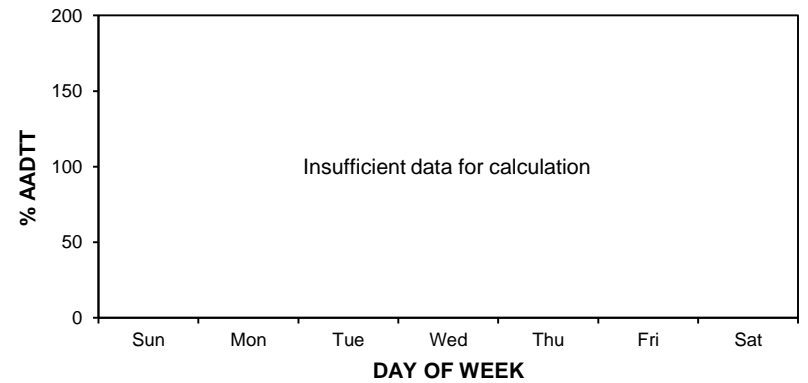 200
150
100
50
0
% AADTT
Insufficient data for calculation
Sun Mon Tue Wed Thu Fri Sat
DAY OF WEEK